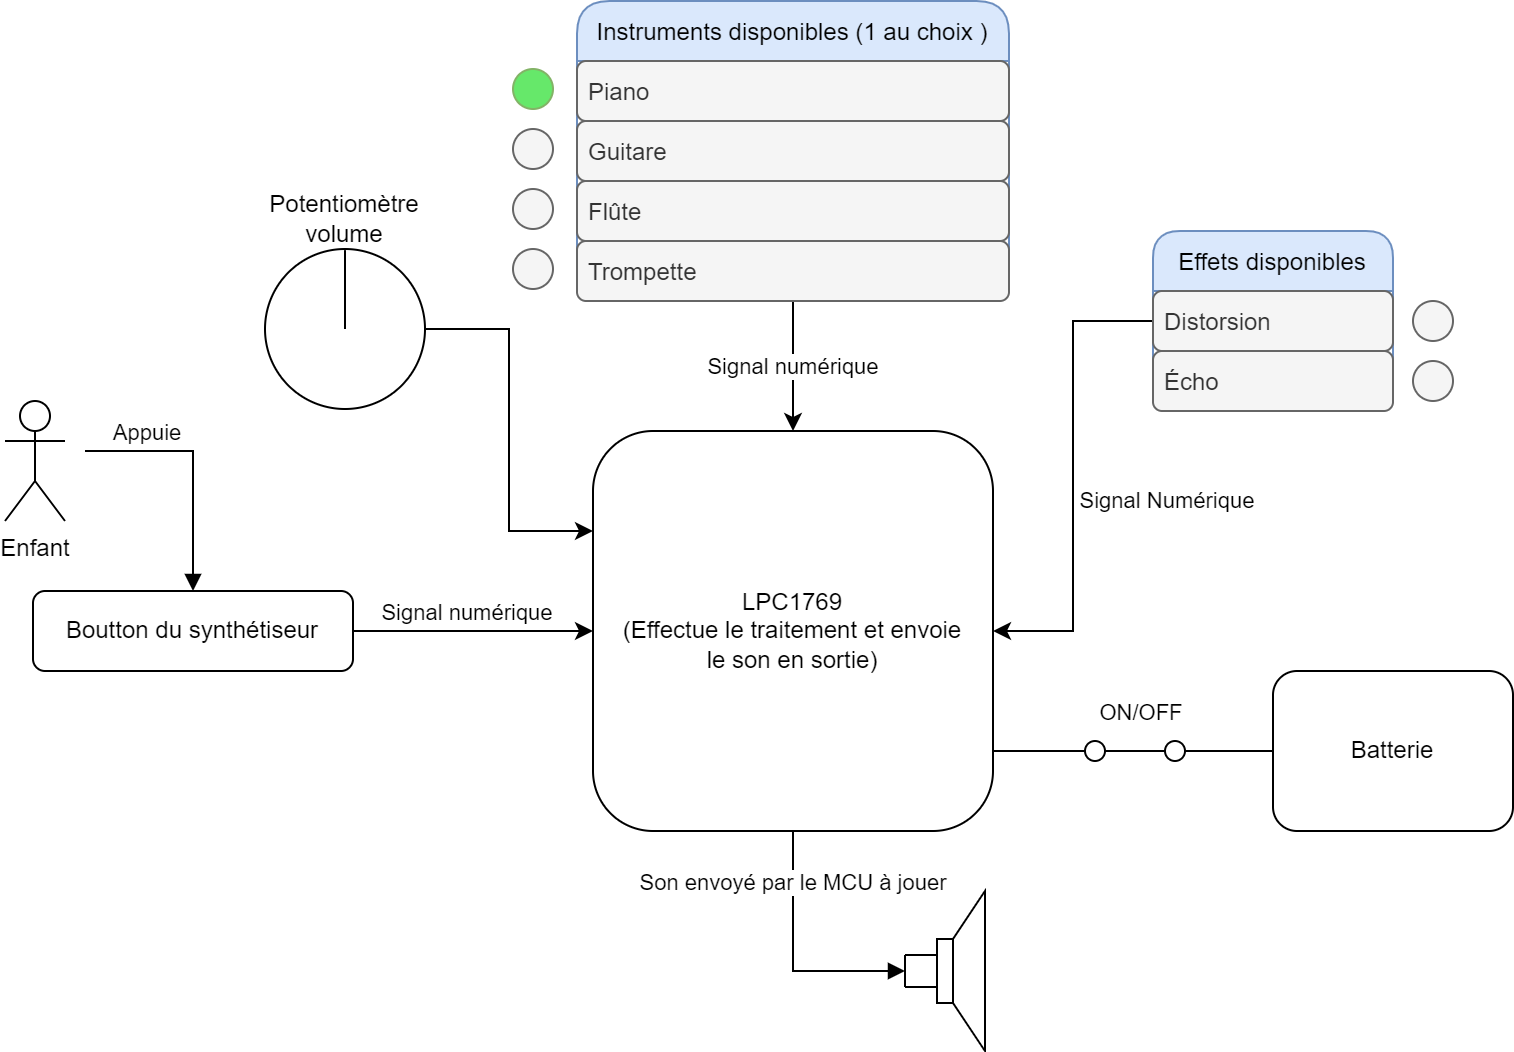 Instruments disponibles (1 au choix )
Piano
Guitare
Flûte
Trompette
Potentiomètre
volume
Effets disponibles
Distorsion
Écho
Signal numérique
Appuie
Enfant
Signal Numérique
Boutton du synthétiseur
Signal numérique
LPC1769
(Effectue le traitement et envoie
le son en sortie)
ON/OFF
Batterie
Son envoyé par le MCU à jouer